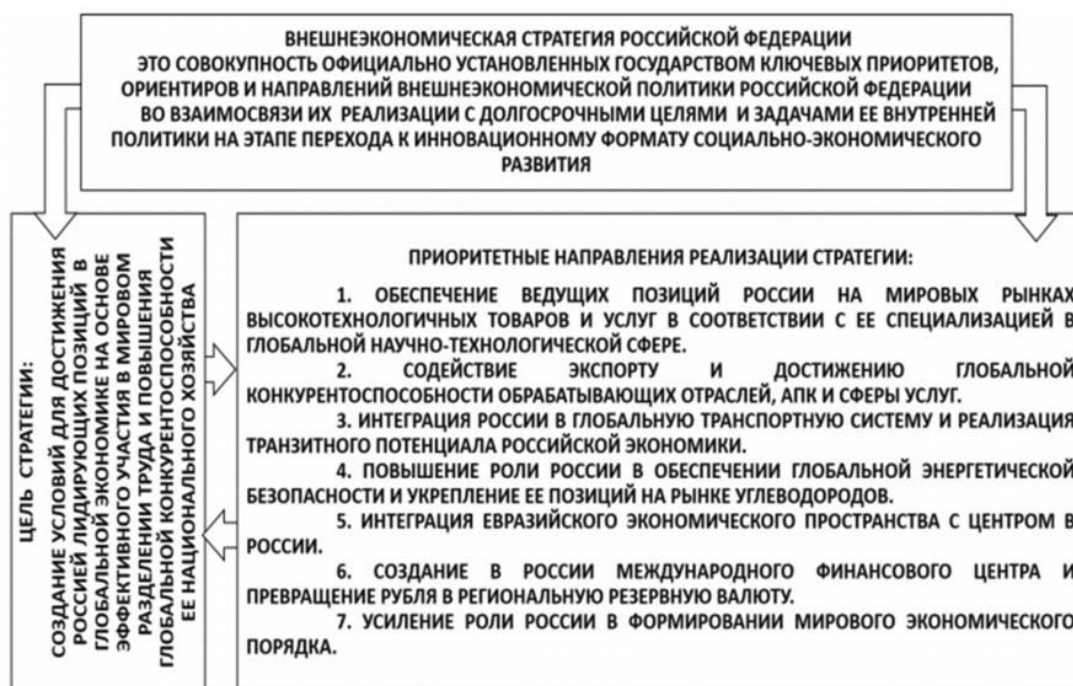 ВНЕШНЕЭКОНОМИЧЕСКАЯ СТРАТЕГИЯ РОССИЙСКОЙ ФЕДЕРАЦИИ
ЭТО СОВОКУПНОСТЬ ОФИЦИАЛЬНО УСТАНОВЛЕННЫХ ГОСУДАРСТВОМ КЛЮЧЕВЫХ ПРИОРИТЕТОВ,
ОРИЕНТИРОВ И НАПРАВЛЕНИЙ ВНЕШНЕЭКОНОМИЧЕСКОЙ ПОЛИТИКИ РОССИЙСКОЙ ФЕДЕРАЦИИ
ВО ВЗАИМОСВЯЗИ ИХ РЕАЛИЗАЦИИ С ДОЛГОСРОЧНЫМИ ЦЕЛЯМИ И ЗАДАЧАМИ ЕЕ ВНУТРЕННЕЙ
ПОЛИТИКИ НА ЭТАПЕ ПЕРЕХОДА К ИННОВАЦИОННОМУ ФОРМАТУ СОЦИАЛЬНО-ЭКОНОМИЧЕСКОГО
РАЗВИТИЯ
ЦЕЛЬ СТРАТЕГИИ:
СОЗДАНИЕ УСЛОВИЙ ДЛЯ ДОСТИЖЕНИЯ
РОССИЕЙ ЛИДИРУЮЩИХ ПОЗИЦИЙ В
ГЛОБАЛЬНОЙ ЭКОНОМИКЕ НА ОСНОВЕ
ЭФФЕКТИВНОГО УЧАСТИЯ В МИРОВОМ
РАЗДЕЛЕНИИ ТРУДА И ПОВЫШЕНИЯ
ГЛОБАЛЬНОЙ КОНКУРЕНТОСПОСОБНОСТИ
ЕЕ НАЦИОНАЛЬНОГО ХОЗЯЙСТВА
ПРИОРИТЕТНЫЕ НАПРАВЛЕНИЯ РЕАЛИЗАЦИИ СТРАТЕГИИ:
1. ОБЕСПЕЧЕНИЕ ВЕДУЩИХ ПОЗИЦИЙ РОССИИ НА МИРОВЫХ РЫНКАХ
ВЫСОКОТЕХНОЛОГИЧНЫХ ТОВАРОВ И УСЛУГ В СООТВЕТСТВИИ С ЕЕ СПЕЦИАЛИЗАЦИЕЙ В
ГЛОБАЛЬНОЙ НАУЧНО-ТЕХНОЛОГИЧЕСКОЙ СФЕРЕ.
2. СОДЕЙСТВИЕ ЭКСПОРТУ И ДОСТИЖЕНИЮ ГЛОБАЛЬНОЙ
КОНКУРЕНТОСПОСОБНОСТИ ОБРАБАТЫВАЮЩИХ ОТРАСЛЕЙ, АПК И СФЕРЫ УСЛУГ.
3. ИНТЕГРАЦИЯ РОССИИ В ГЛОБАЛЬНУЮ ТРАНСПОРТНУЮ СИСТЕМУ И РЕАЛИЗАЦИЯ
ТРАНЗИТНОГО ПОТЕНЦИАЛА РОССИЙСКОЙ ЭКОНОМИКИ.
4. ПОВЫШЕНИЕ РОЛИ РОССИИ В ОБЕСПЕЧЕНИИ ГЛОБАЛЬНОЙ ЭНЕРГЕТИЧЕСКОЙ
БЕЗОПАСНОСТИ И УКРЕПЛЕНИЕ ЕЕ ПОЗИЦИЙ НА РЫНКЕ УГЛЕВОДОРОДОВ.
5. ИНТЕГРАЦИЯ ЕВРАЗИЙСКОГО ЭКОНОМИЧЕСКОГО ПРОСТРАНСТВА С ЦЕНТРОМ В
РОССИИ.
6. СОЗДАНИЕ В РОССИИ МЕЖДУНАРОДНОГО ФИНАНСОВОГО ЦЕНТРА И
ПРЕВРАЩЕНИЕ РУБЛЯ В РЕГИОНАЛЬНУЮ РЕЗЕРВНУЮ ВАЛЮТУ.
7. УСИЛЕНИЕ РОЛИ РОССИИ В ФОРМИРОВАНИИ МИРОВОГО ЭКОНОМИЧЕСКОГО
ПОРЯДКА.